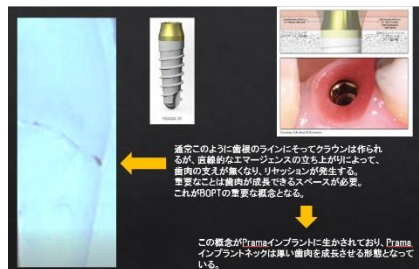 通常このように歯根のラインにそってクラウンは作られ
るが、直線的なエマージェンスの立ち上がりによって、
歯肉の支えが無くなり、リセッションが発生する。
重要なことは歯肉が成長できるスペースが必要。
これがBOPTの重要な概念となる。
この概念がPramaインプラントに生かされており、Prama
インプラントネックは厚い歯肉を成長させる形態となって
いる。